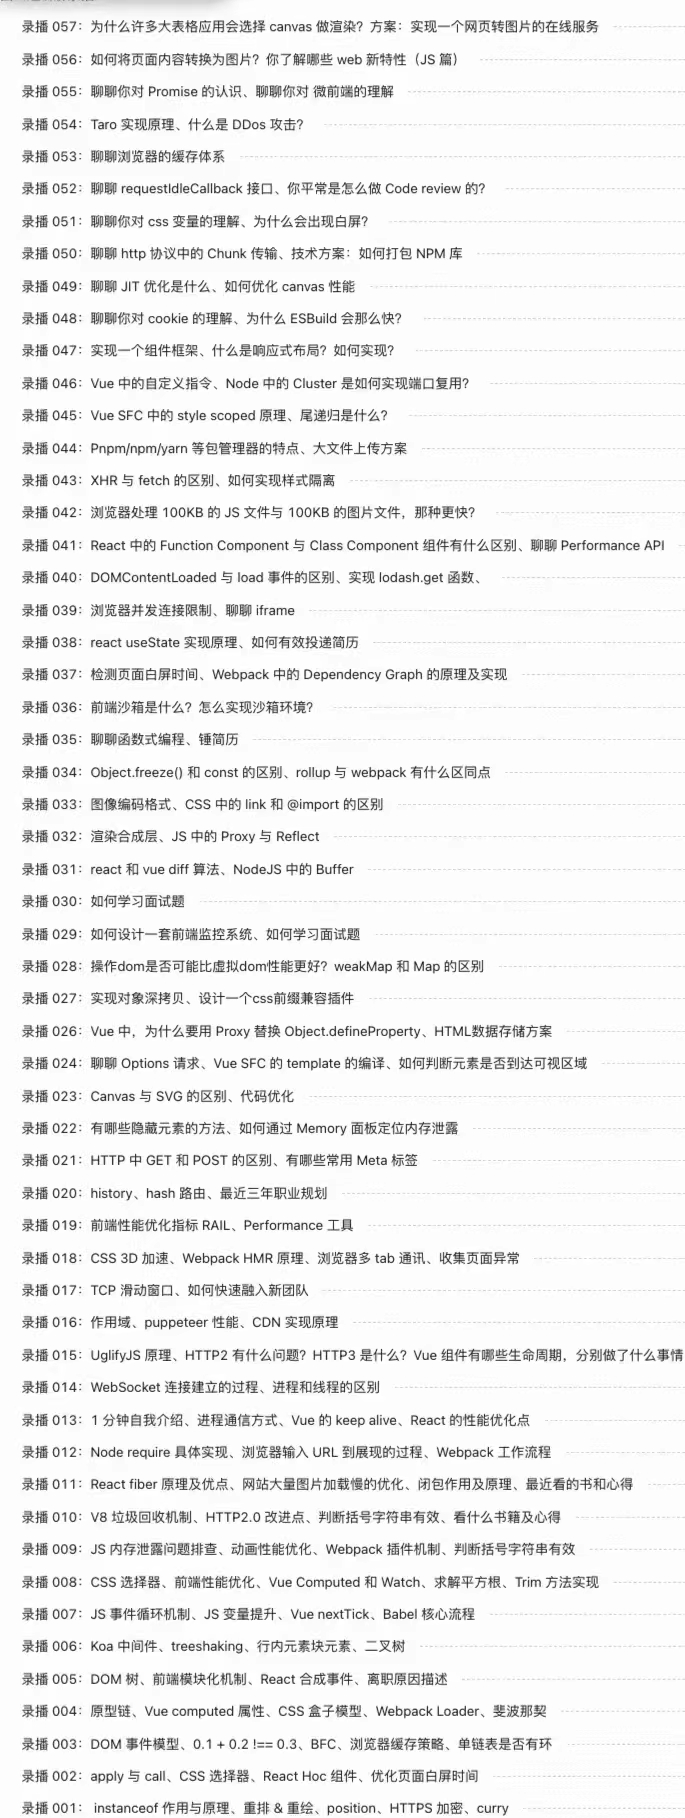 录播 057：为什么许多大表格应用会选择 canvas 做渲染？方案：实现一个网页转图片的在线服务
录播 056：如何将页面内容转换为图片？你了解哪些 web 新特性（JS 篇）
录播 055：聊聊你对 Promise 的认识、聊聊你对 微前端的理解
录播 054：Taro 实现原理、什么是 DDos 攻击？
录播 053：聊聊浏览器的缓存体系
录播 052：聊聊 requestIdleCallback 接口、你平常是怎么做 Code review 的？
录播 051：聊聊你对 css 变量的理解、为什么会出现白屏？
录播 050：聊聊 http 协议中的 Chunk 传输、技术方案：如何打包 NPM 库
录播 049：聊聊 JIT 优化是什么、如何优化 canvas 性能
录播 048：聊聊你对 cookie 的理解、为什么 ESBuild 会那么快？
录播 047：实现一个组件框架、什么是响应式布局？如何实现？
录播 046：Vue 中的自定义指令、Node 中的 Cluster 是如何实现端口复用？
录播 045：Vue SFC 中的 style scoped 原理、尾递归是什么？
录播 044：Pnpm/npm/yarn 等包管理器的特点、大文件上传方案
录播 043：XHR 与 fetch 的区别、如何实现样式隔离
录播 042：浏览器处理 100KB 的 JS 文件与 100KB 的图片文件，那种更快？
录播 041：React 中的 Function Component 与 Class Component 组件有什么区别、聊聊 Performance API
录播 040：DOMContentLoaded 与 load 事件的区别、实现 lodash.get 函数、
录播 039：浏览器并发连接限制、聊聊 iframe
录播 038：react useState 实现原理、如何有效投递简历
录播 037：检测页面白屏时间、Webpack 中的 Dependency Graph 的原理及实现
录播 036：前端沙箱是什么？怎么实现沙箱环境？
录播 035：聊聊函数式编程、锤简历
录播 034：Object.freeze() 和 const 的区别、rollup 与 webpack 有什么区同点
录播 033：图像编码格式、CSS 中的 link 和 @import 的区别
录播 032：渲染合成层、JS 中的 Proxy 与 Reflect
录播 031：react 和 vue diff 算法、NodeJS 中的 Buffer
录播 030：如何学习面试题
录播 029：如何设计一套前端监控系统、如何学习面试题
录播 028：操作dom是否可能比虚拟dom性能更好？weakMap 和 Map 的区别
录播 027：实现对象深拷贝、设计一个css前缀兼容插件
录播 026：Vue 中，为什么要用 Proxy 替换 Object.defineProperty、HTML数据存储方案
录播 024：聊聊 Options 请求、Vue SFC 的 template 的编译、如何判断元素是否到达可视区域
录播 023：Canvas 与 SVG 的区别、代码优化
录播 022：有哪些隐藏元素的方法、如何通过 Memory 面板定位内存泄露
录播 021：HTTP 中 GET 和 POST 的区别、有哪些常用 Meta 标签
录播 020：history、hash 路由、最近三年职业规划
录播 019：前端性能优化指标 RAIL、Performance 工具
录播 018：CSS 3D 加速、Webpack HMR 原理、浏览器多 tab 通讯、收集页面异常
录播 017：TCP 滑动窗口、如何快速融入新团队
录播 016：作用域、puppeteer 性能、CDN 实现原理
录播 015：UglifyJS 原理、HTTP2 有什么问题？HTTP3 是什么？Vue 组件有哪些生命周期，分别做了什么事情
录播 014：WebSocket 连接建立的过程、进程和线程的区别
录播 013：1 分钟自我介绍、进程通信方式、Vue 的 keep alive、React 的性能优化点
录播 012：Node require 具体实现、浏览器输入 URL 到展现的过程、Webpack 工作流程
录播 011：React fiber 原理及优点、网站大量图片加载慢的优化、闭包作用及原理、最近看的书和心得
录播 010：V8 垃圾回收机制、HTTP2.0 改进点、判断括号字符串有效、看什么书籍及心得
录播 009：JS 内存泄露问题排查、动画性能优化、Webpack 插件机制、判断括号字符串有效
录播 008：CSS 选择器、前端性能优化、Vue Computed 和 Watch、求解平方根、Trim 方法实现
录播 007：JS 事件循环机制、JS 变量提升、Vue nextTick、Babel 核心流程
录播 006：Koa 中间件、treeshaking、行内元素块元素、二叉树
录播 005：DOM 树、前端模块化机制、React 合成事件、离职原因描述
录播 004：原型链、Vue computed 属性、CSS 盒子模型、Webpack Loader、斐波那契
录播 003：DOM 事件模型、0.1 + 0.2 !== 0.3、BFC、浏览器缓存策略、单链表是否有环
录播 002：apply 与 call、CSS 选择器、React Hoc 组件、优化页面白屏时间
录播 001： instanceof 作用与原理、重排 & 重绘、position、HTTPS 加密、curry